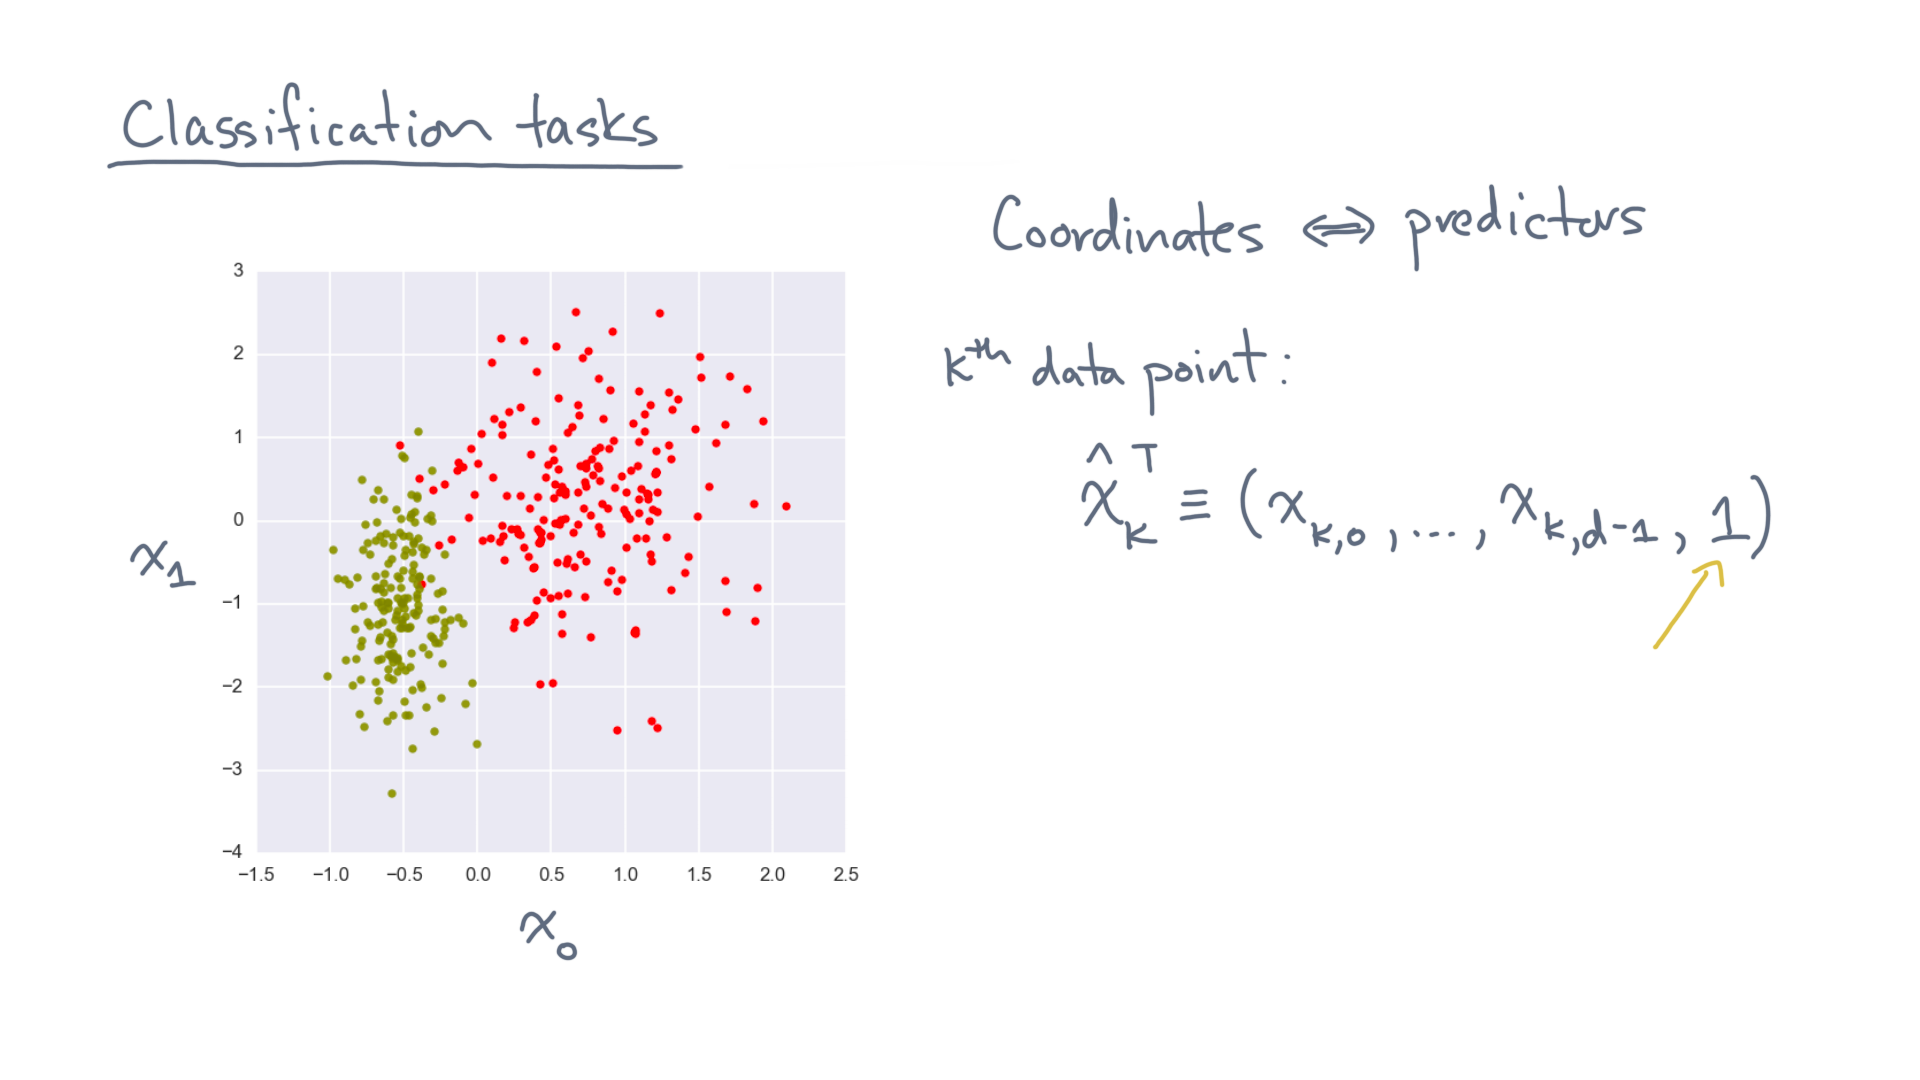 Classification tasks
Coordinates ⟺ predictors
kᵗʰ data point:
x̂ᵀₖ ≡ (xₖ,₀ , ... , xₖ,d-1 , 1)
3
2
1
0
−1
−2
−3
−4
x₁
−1.5 −1.0 −0.5 0.0 0.5 1.0 1.5 2.0 2.5
x₀